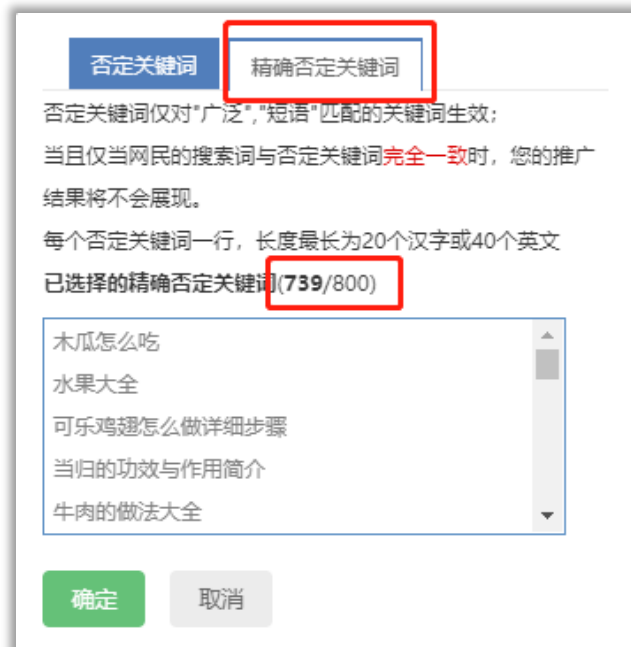 否定关键词 精确否定关键词
否定关键词仅对"广泛","短语"匹配的关键词生效;
当且仅当网民的搜索词与否定关键词完全一致时，您的推广
结果将不会展现。
每个否定关键词一行，长度最长为20个汉字或40个英文
已选择的精确否定关键词(739/800)
木瓜怎么吃
水果大全
可乐鸡翅怎么做详细步骤
当归的功效与作用简介
牛肉的做法大全
确定 取消